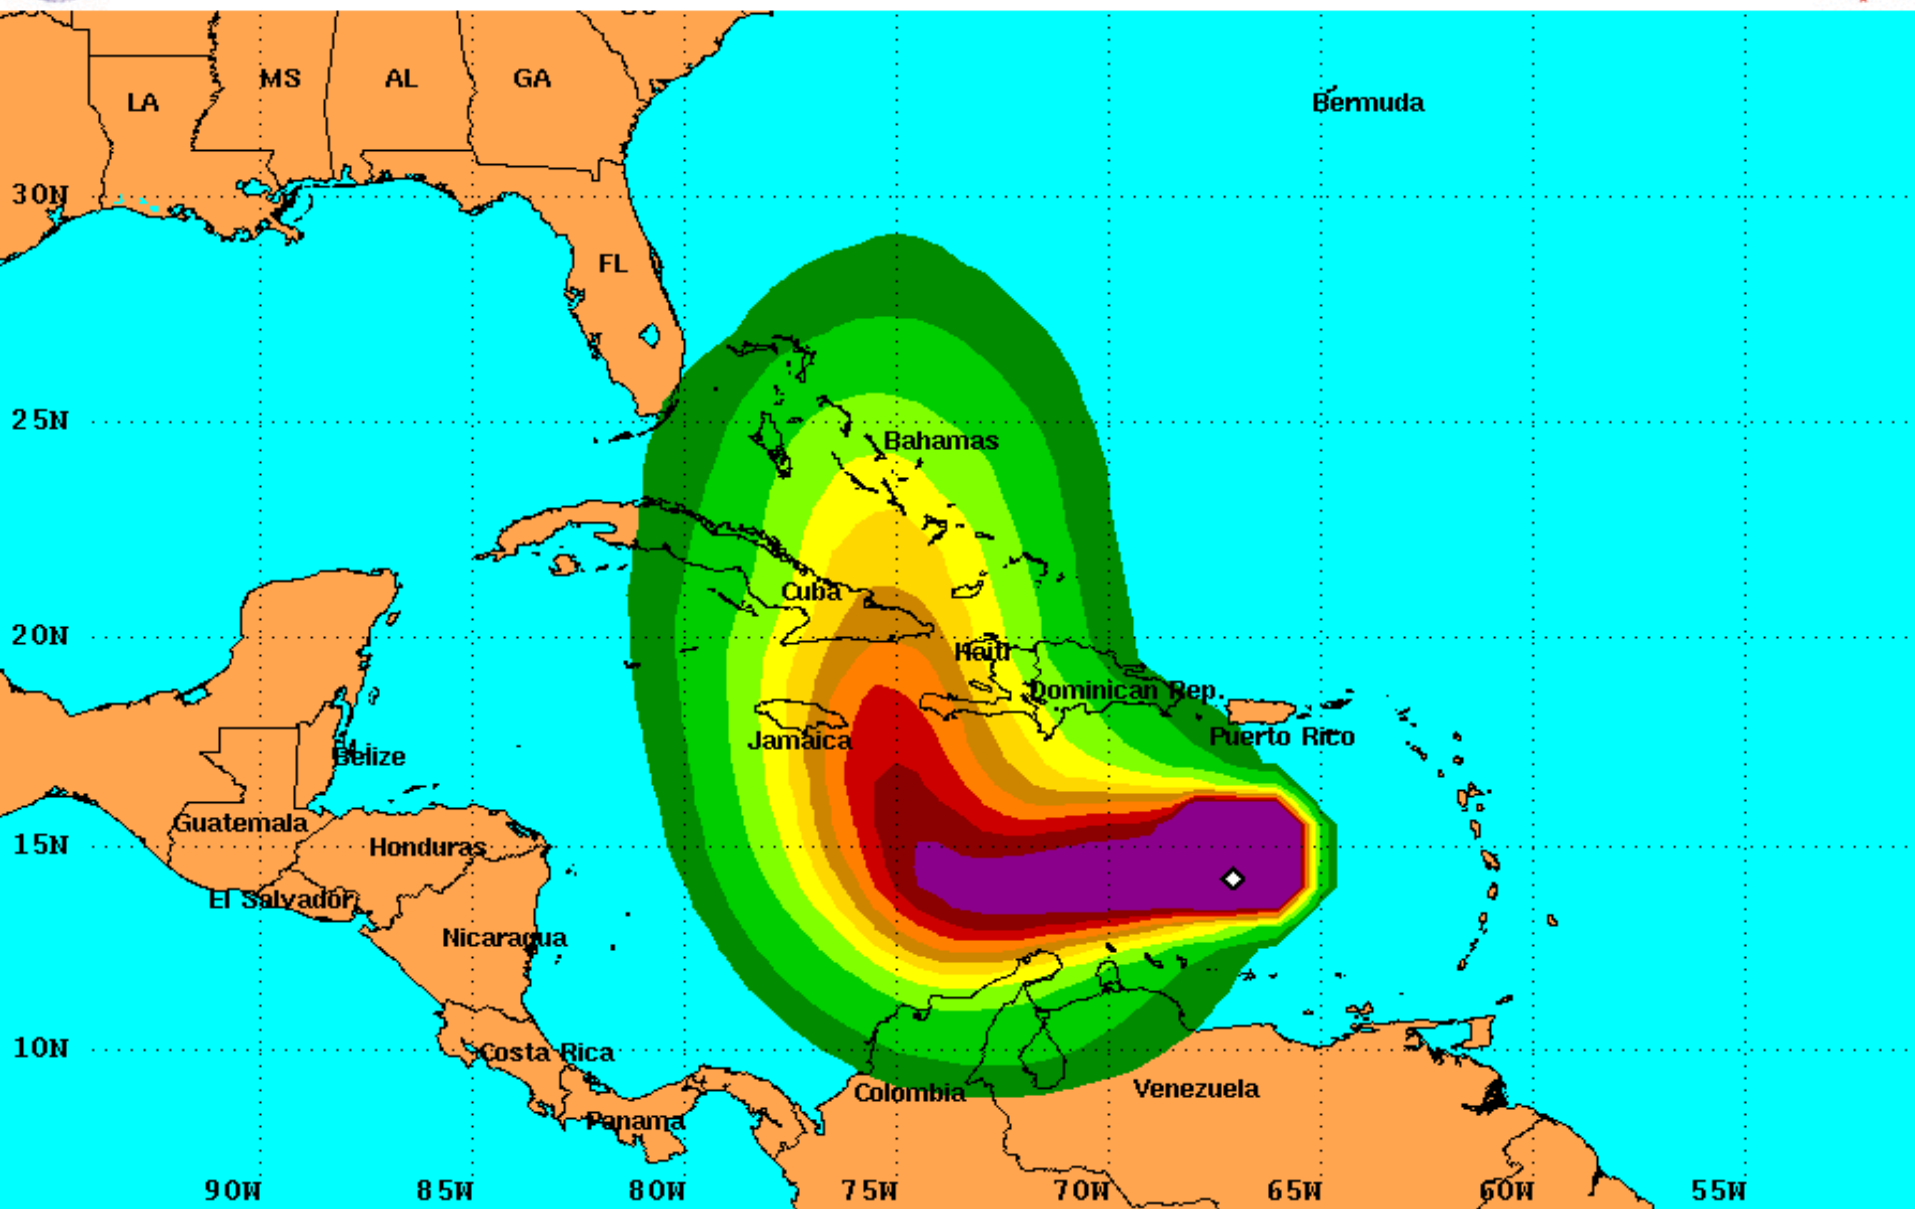 MS AL GA
LA
Bermuda
30N
FL
25N
Bahamas
Cuba
20N
Haiti
Dominican Rep.
Puerto Rico
Jamaica
Belize
Guatemala
15N
Honduras
El Salvador
Nicaragua
10N
Costa Rica
Colombia
Venezuela
Panama
90W 85W 80W 75W 70W 65W 60W 55W